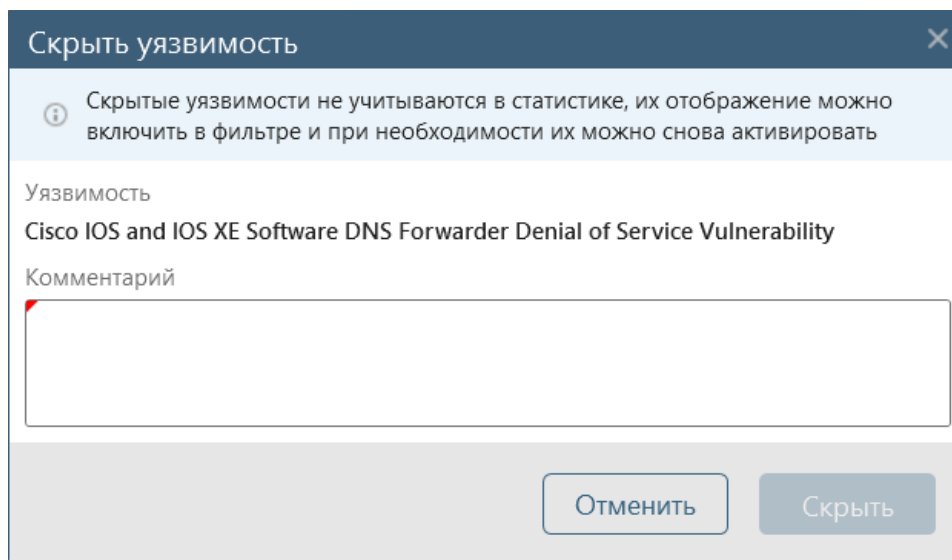 Скрыть уязвимость
Скрытые уязвимости не учитываются в статистике, их отображение можно
включить в фильтре и при необходимости их можно снова активировать
Уязвимость
Cisco IOS and IOS XE Software DNS Forwarder Denial of Service Vulnerability
Комментарий
Отменить
Скрыть